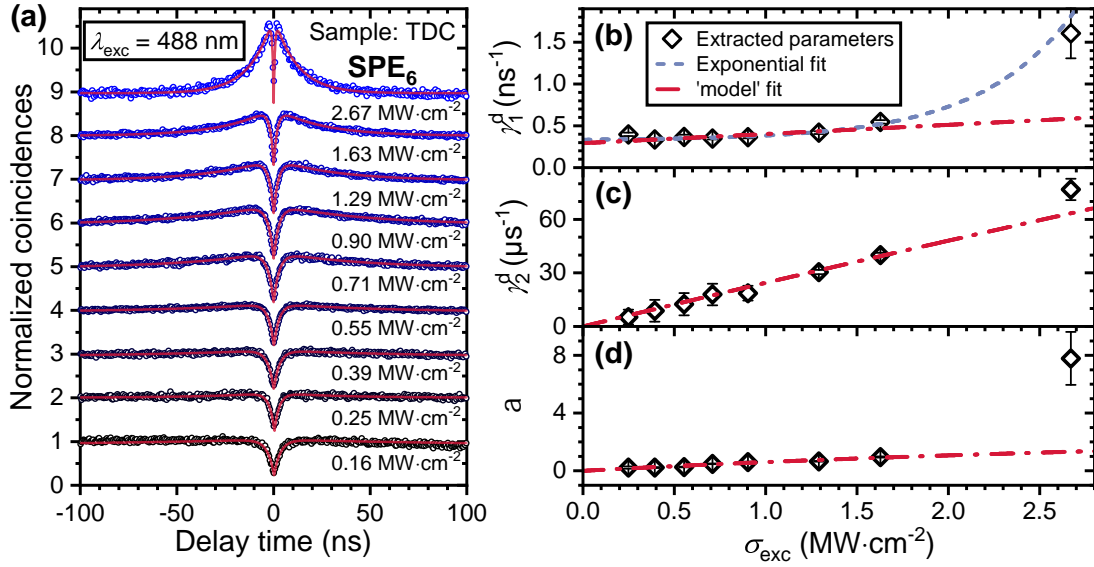 (a)
λexc = 488 nm
Sample: TDC
SPE6
2.67 MW·cm-2
1.63 MW·cm-2
1.29 MW·cm-2
0.90 MW·cm-2
0.71 MW·cm-2
0.55 MW·cm-2
0.39 MW·cm-2
0.25 MW·cm-2
0.16 MW·cm-2
10
9
8
7
6
5
4
3
2
1
0
Normalized coincidences
-100
-50
0
50
100
Delay time (ns)
(b)
Extracted parameters
Exponential fit
'model' fit
γ1d (ns-1)
1.5
1.0
0.5
0.0
(c)
γ2d (µs-1)
60
30
0
(d)
a
8
4
0
0.0
0.5
1.0
1.5
2.0
2.5
σexc (MW·cm-2)